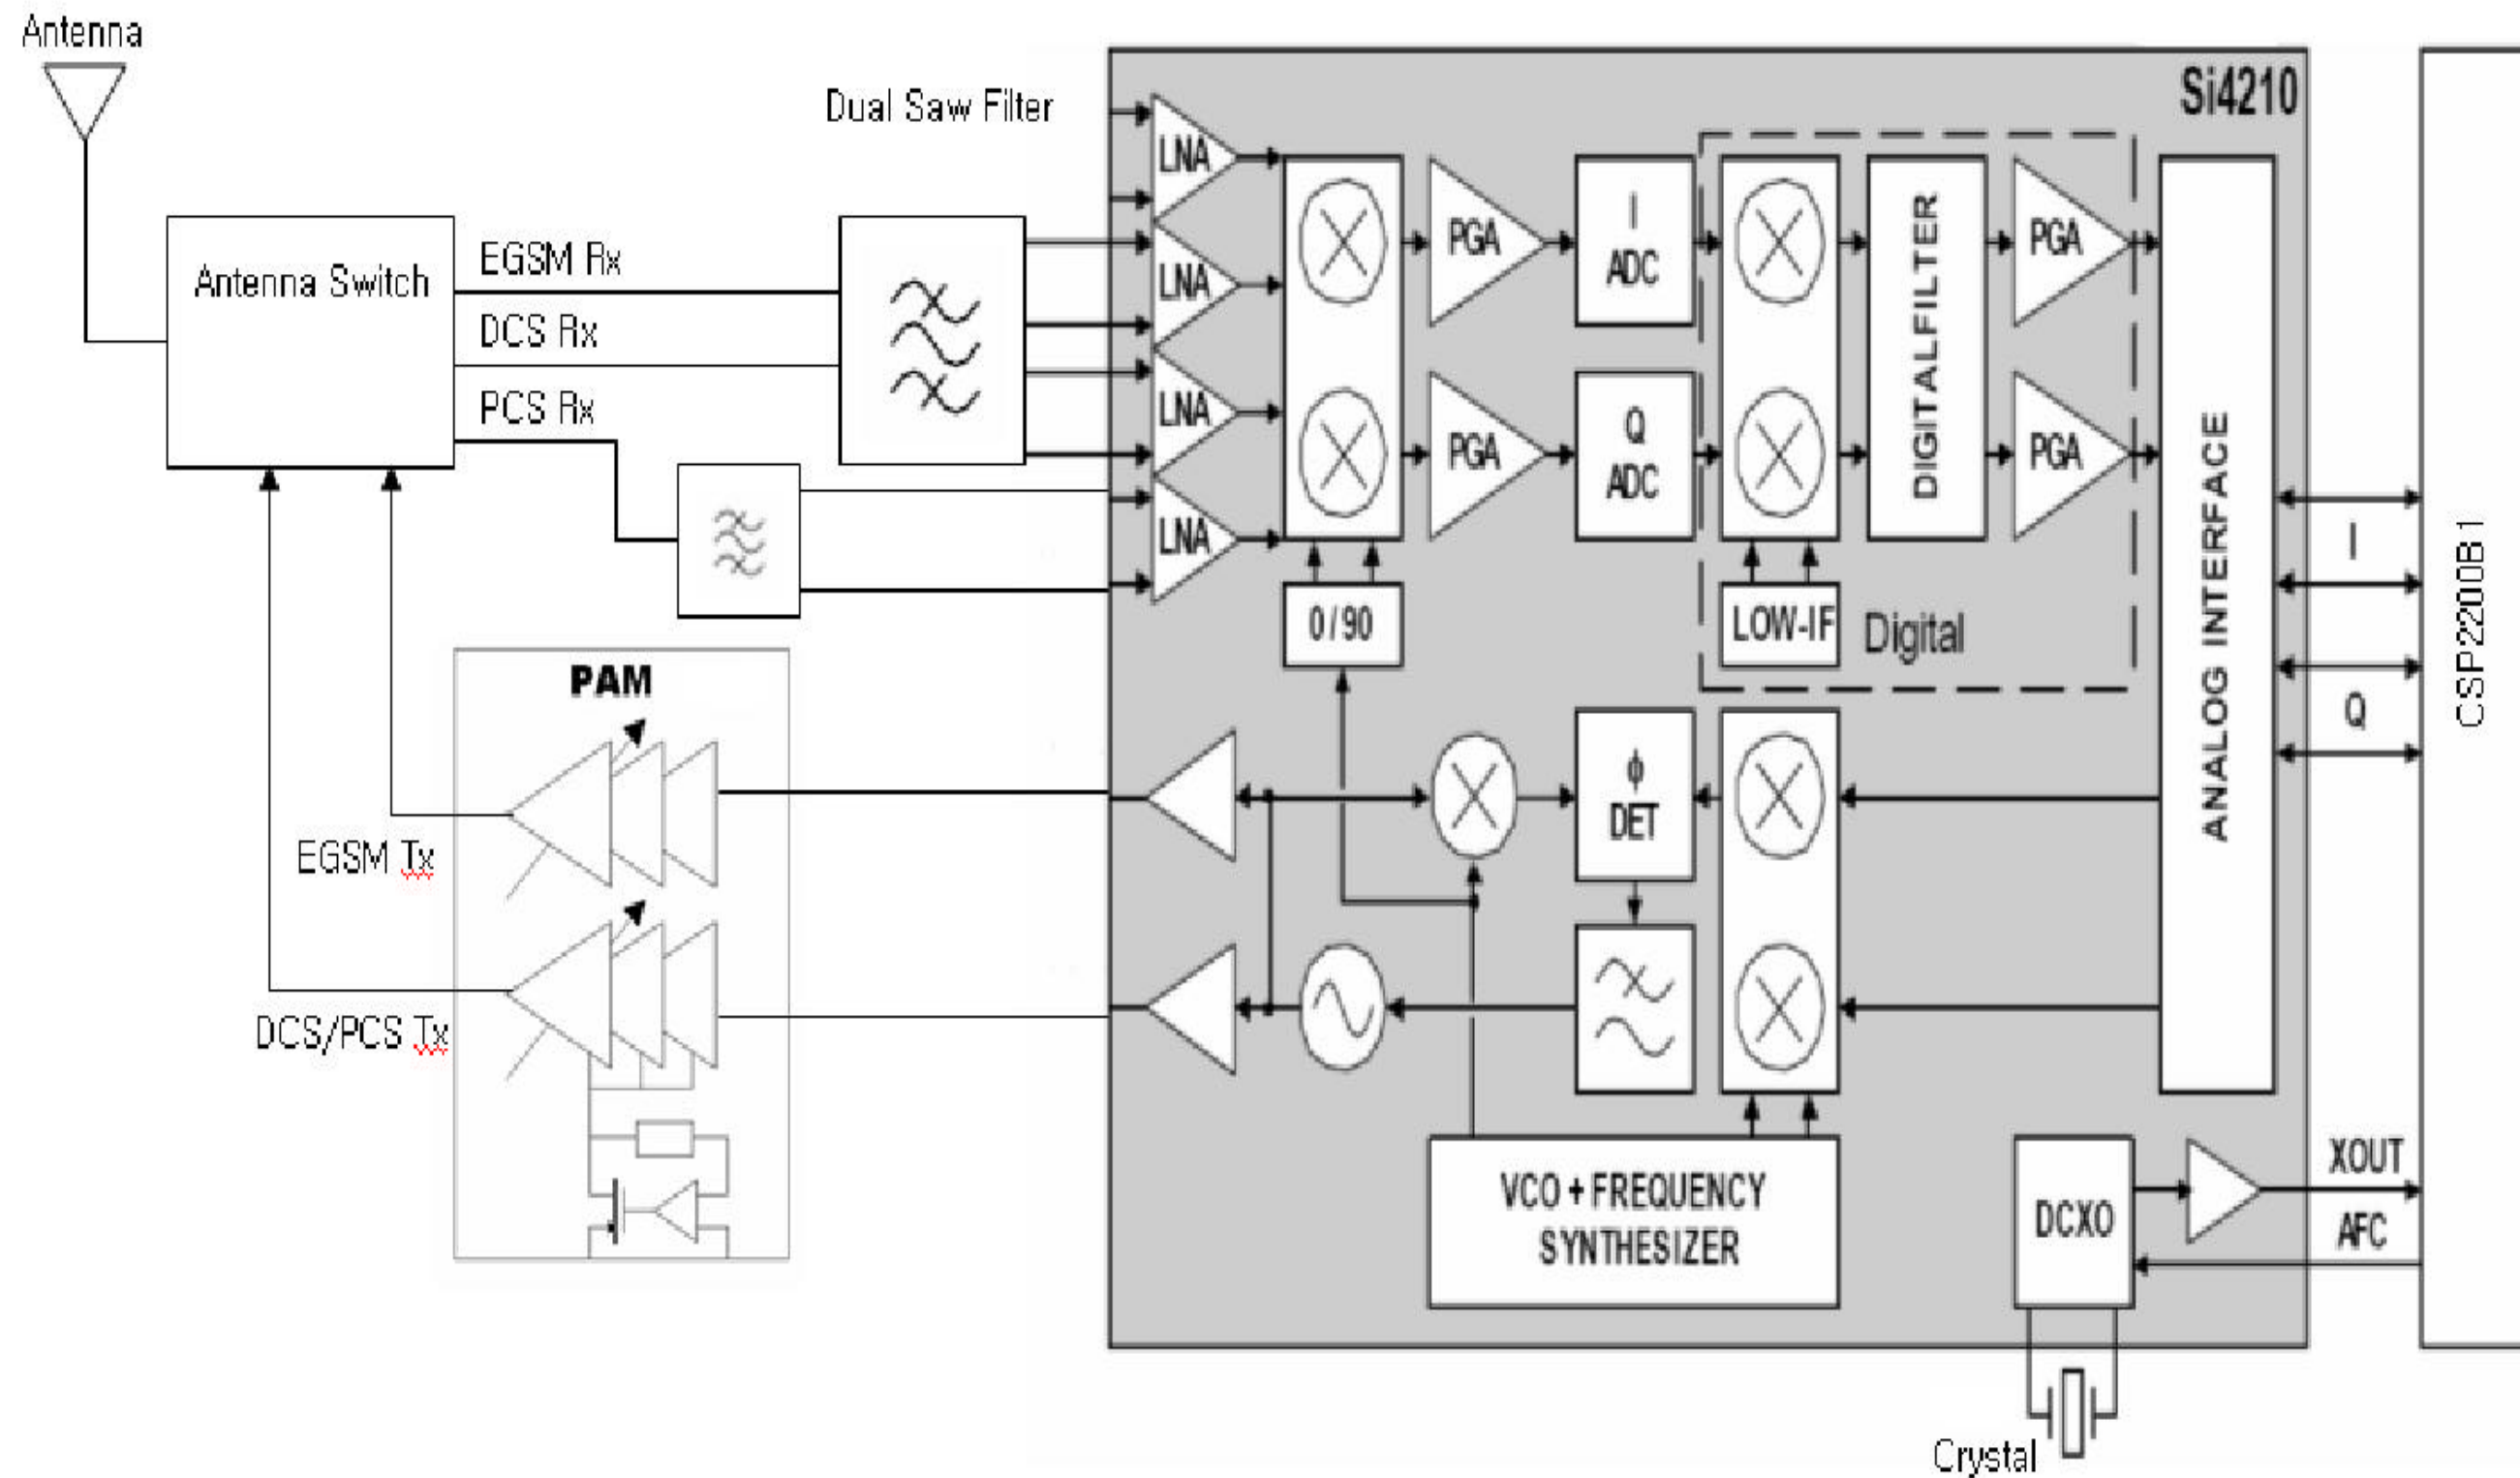 Antenna
Dual Saw Filter
Si4210
LNA
LNA
LNA
LNA
PGA
PGA
I
ADC
Q
ADC
DIGITALFILTER
PGA
PGA
ANALOG INTERFACE
Antenna Switch
EGSM Rx
DCS Rx
PCS Rx
0/90
LOW-IF
Digital
I
Q
CSP2200B1
PAM
EGSM Tx
DCS/PCS Tx
ϕ
DET
VCO + FREQUENCY
SYNTHESIZER
DCXO
XOUT
AFC
Crystal